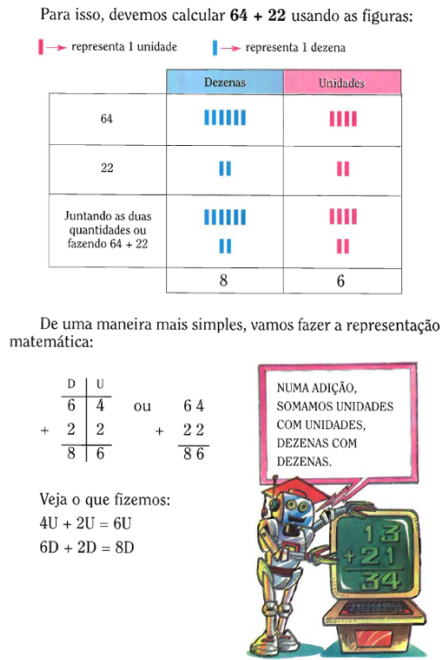 Para isso, devemos calcular 64 + 22 usando as figuras:
representa 1 unidade representa 1 dezena
Dezenas Unidades
64
22
Juntando as duas
quantidades ou
fazendo 64 + 22
8 6
De uma maneira mais simples, vamos fazer a representação
matemática:
D U
6 4 ou 6 4
+ 2 2 + 2 2
8 6 8 6
Veja o que fizemos:
4U + 2U = 6U
6D + 2D = 8D
NUMA ADIÇÃO,
SOMAMOS UNIDADES
COM UNIDADES,
DEZENAS COM
DEZENAS.
13
+21
34